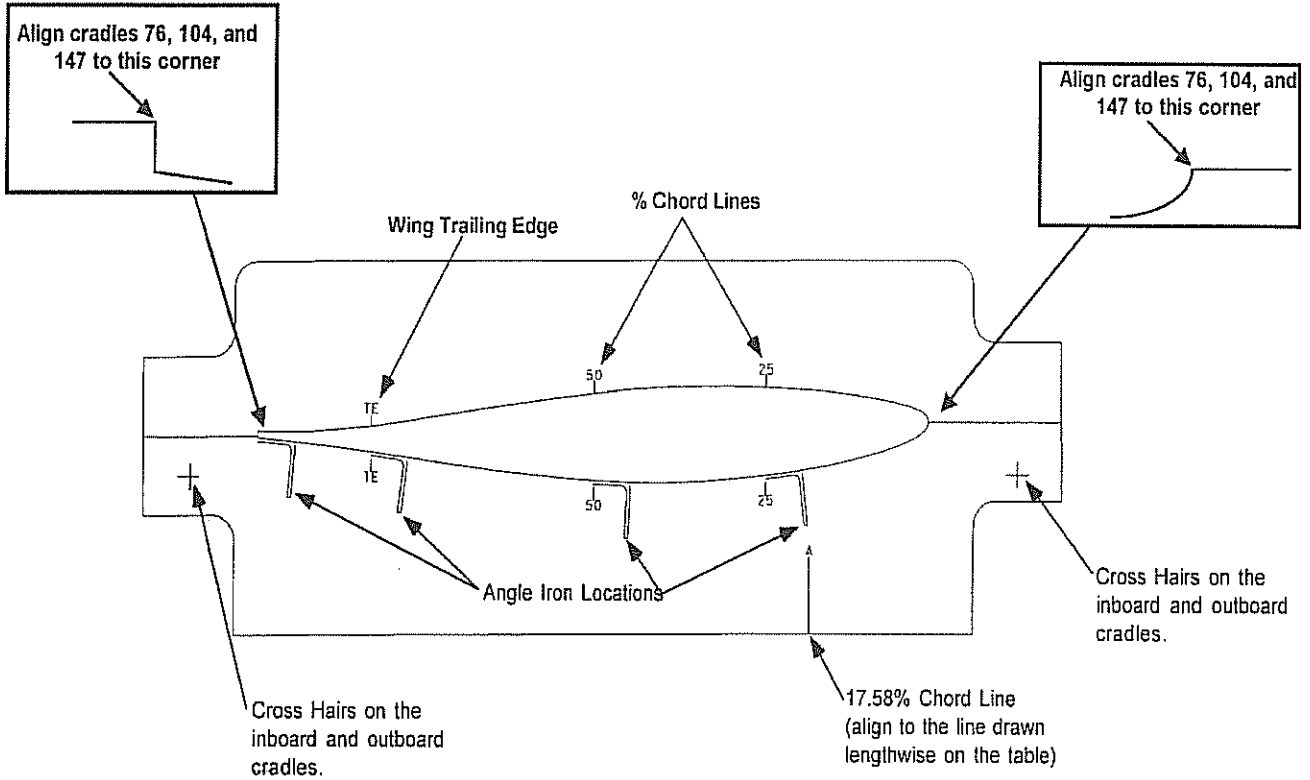 Align cradles 76, 104, and
147 to this corner
Align cradles 76, 104, and
147 to this corner
% Chord Lines
Wing Trailing Edge
50
25
TE
TE
50
25
A
Angle Iron Locations
Cross Hairs on the
inboard and outboard
cradles.
Cross Hairs on the
inboard and outboard
cradles.
17.58% Chord Line
(align to the line drawn
lengthwise on the table)